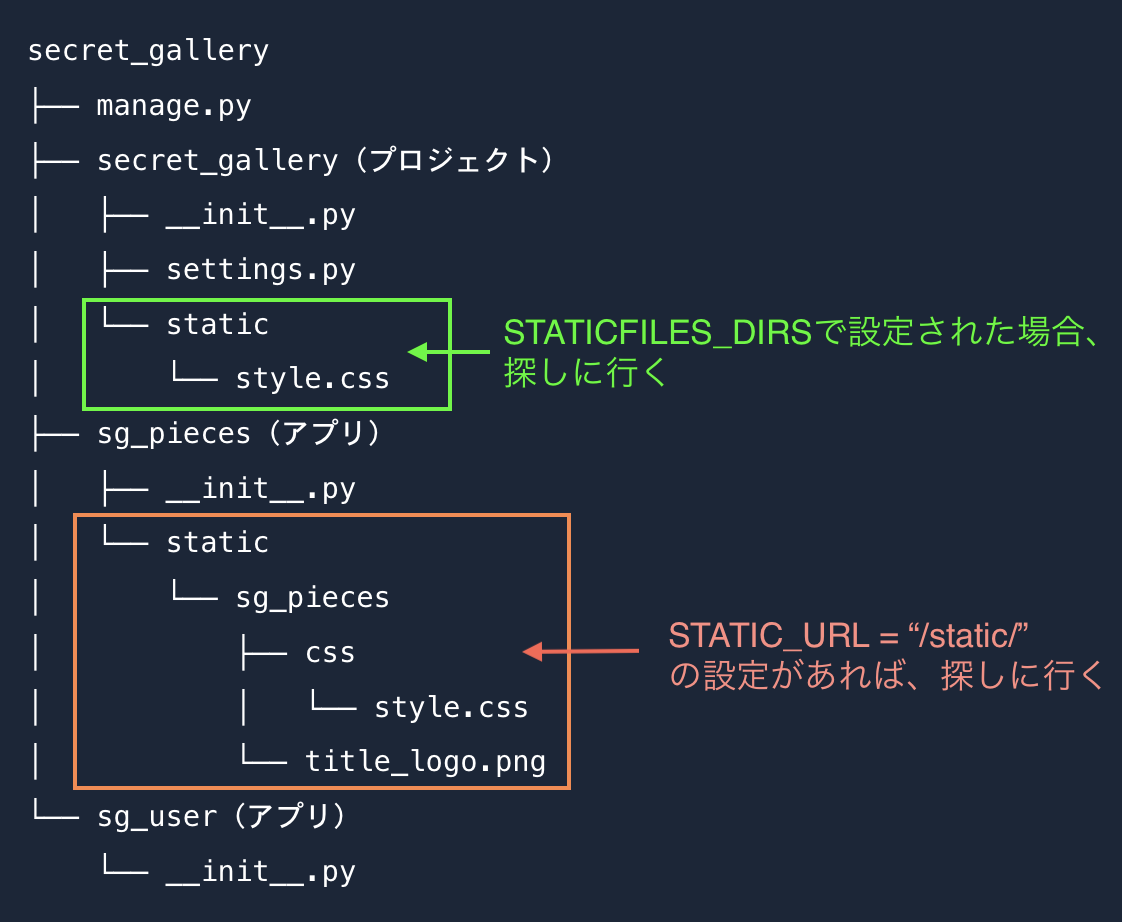 secret_gallery
├── manage.py
├── secret_gallery（プロジェクト）
│   ├── __init__.py
│   ├── settings.py
│   └── static
│       └── style.css
STATICFILES_DIRSで設定された場合、
探しに行く
├── sg_pieces（アプリ）
│   ├── __init__.py
│   └── static
│       └── sg_pieces
│           ├── css
│           │   └── style.css
│           └── title_logo.png
STATIC_URL = “/static/”
の設定があれば、探しに行く
└── sg_user（アプリ）
    └── __init__.py